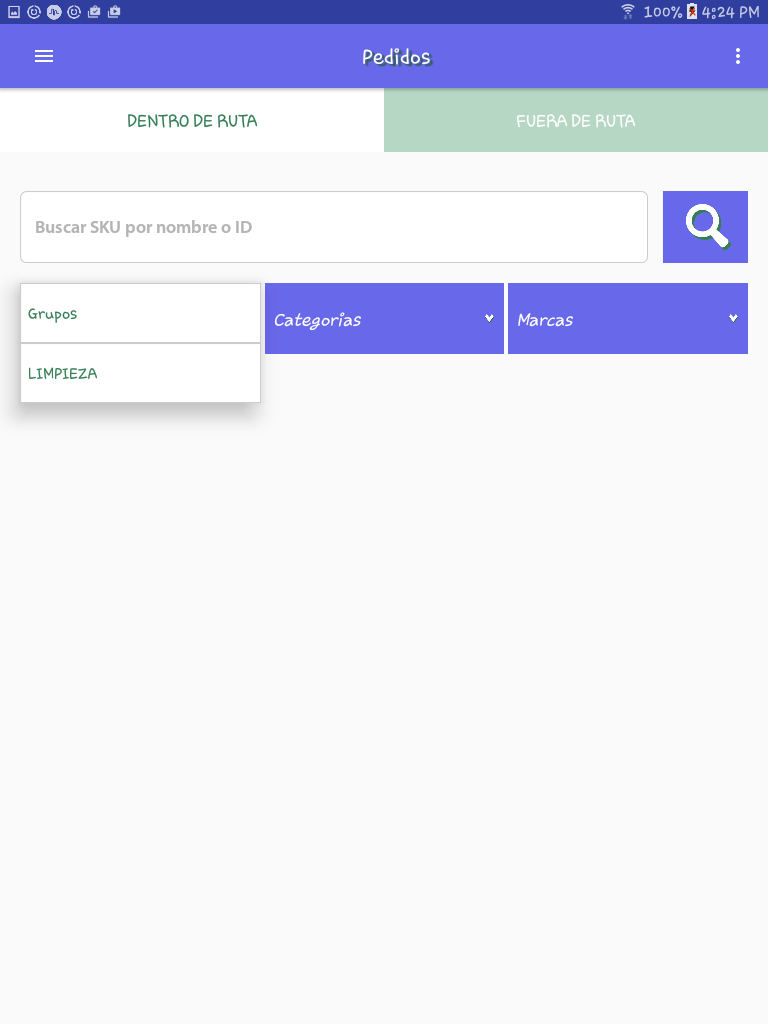 100% 4:24 PM
Pedidos
DENTRO DE RUTA
FUERA DE RUTA
Buscar SKU por nombre o ID
Grupos
Categorías
Marcas
LIMPIEZA